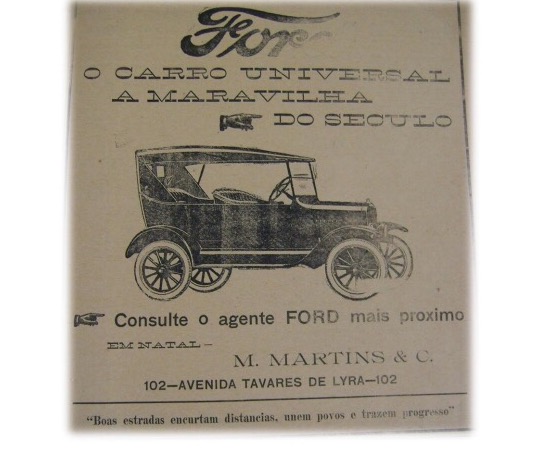 Ford
O CARRO UNIVERSAL
A MARAVILHA
DO SECULO
Consulte o agente FORD mais proximo
EM NATAL—
M. MARTINS & C.
102—AVENIDA TAVARES DE LYRA—102
"Boas estradas encurtam distancias, unem povos e trazem progresso"